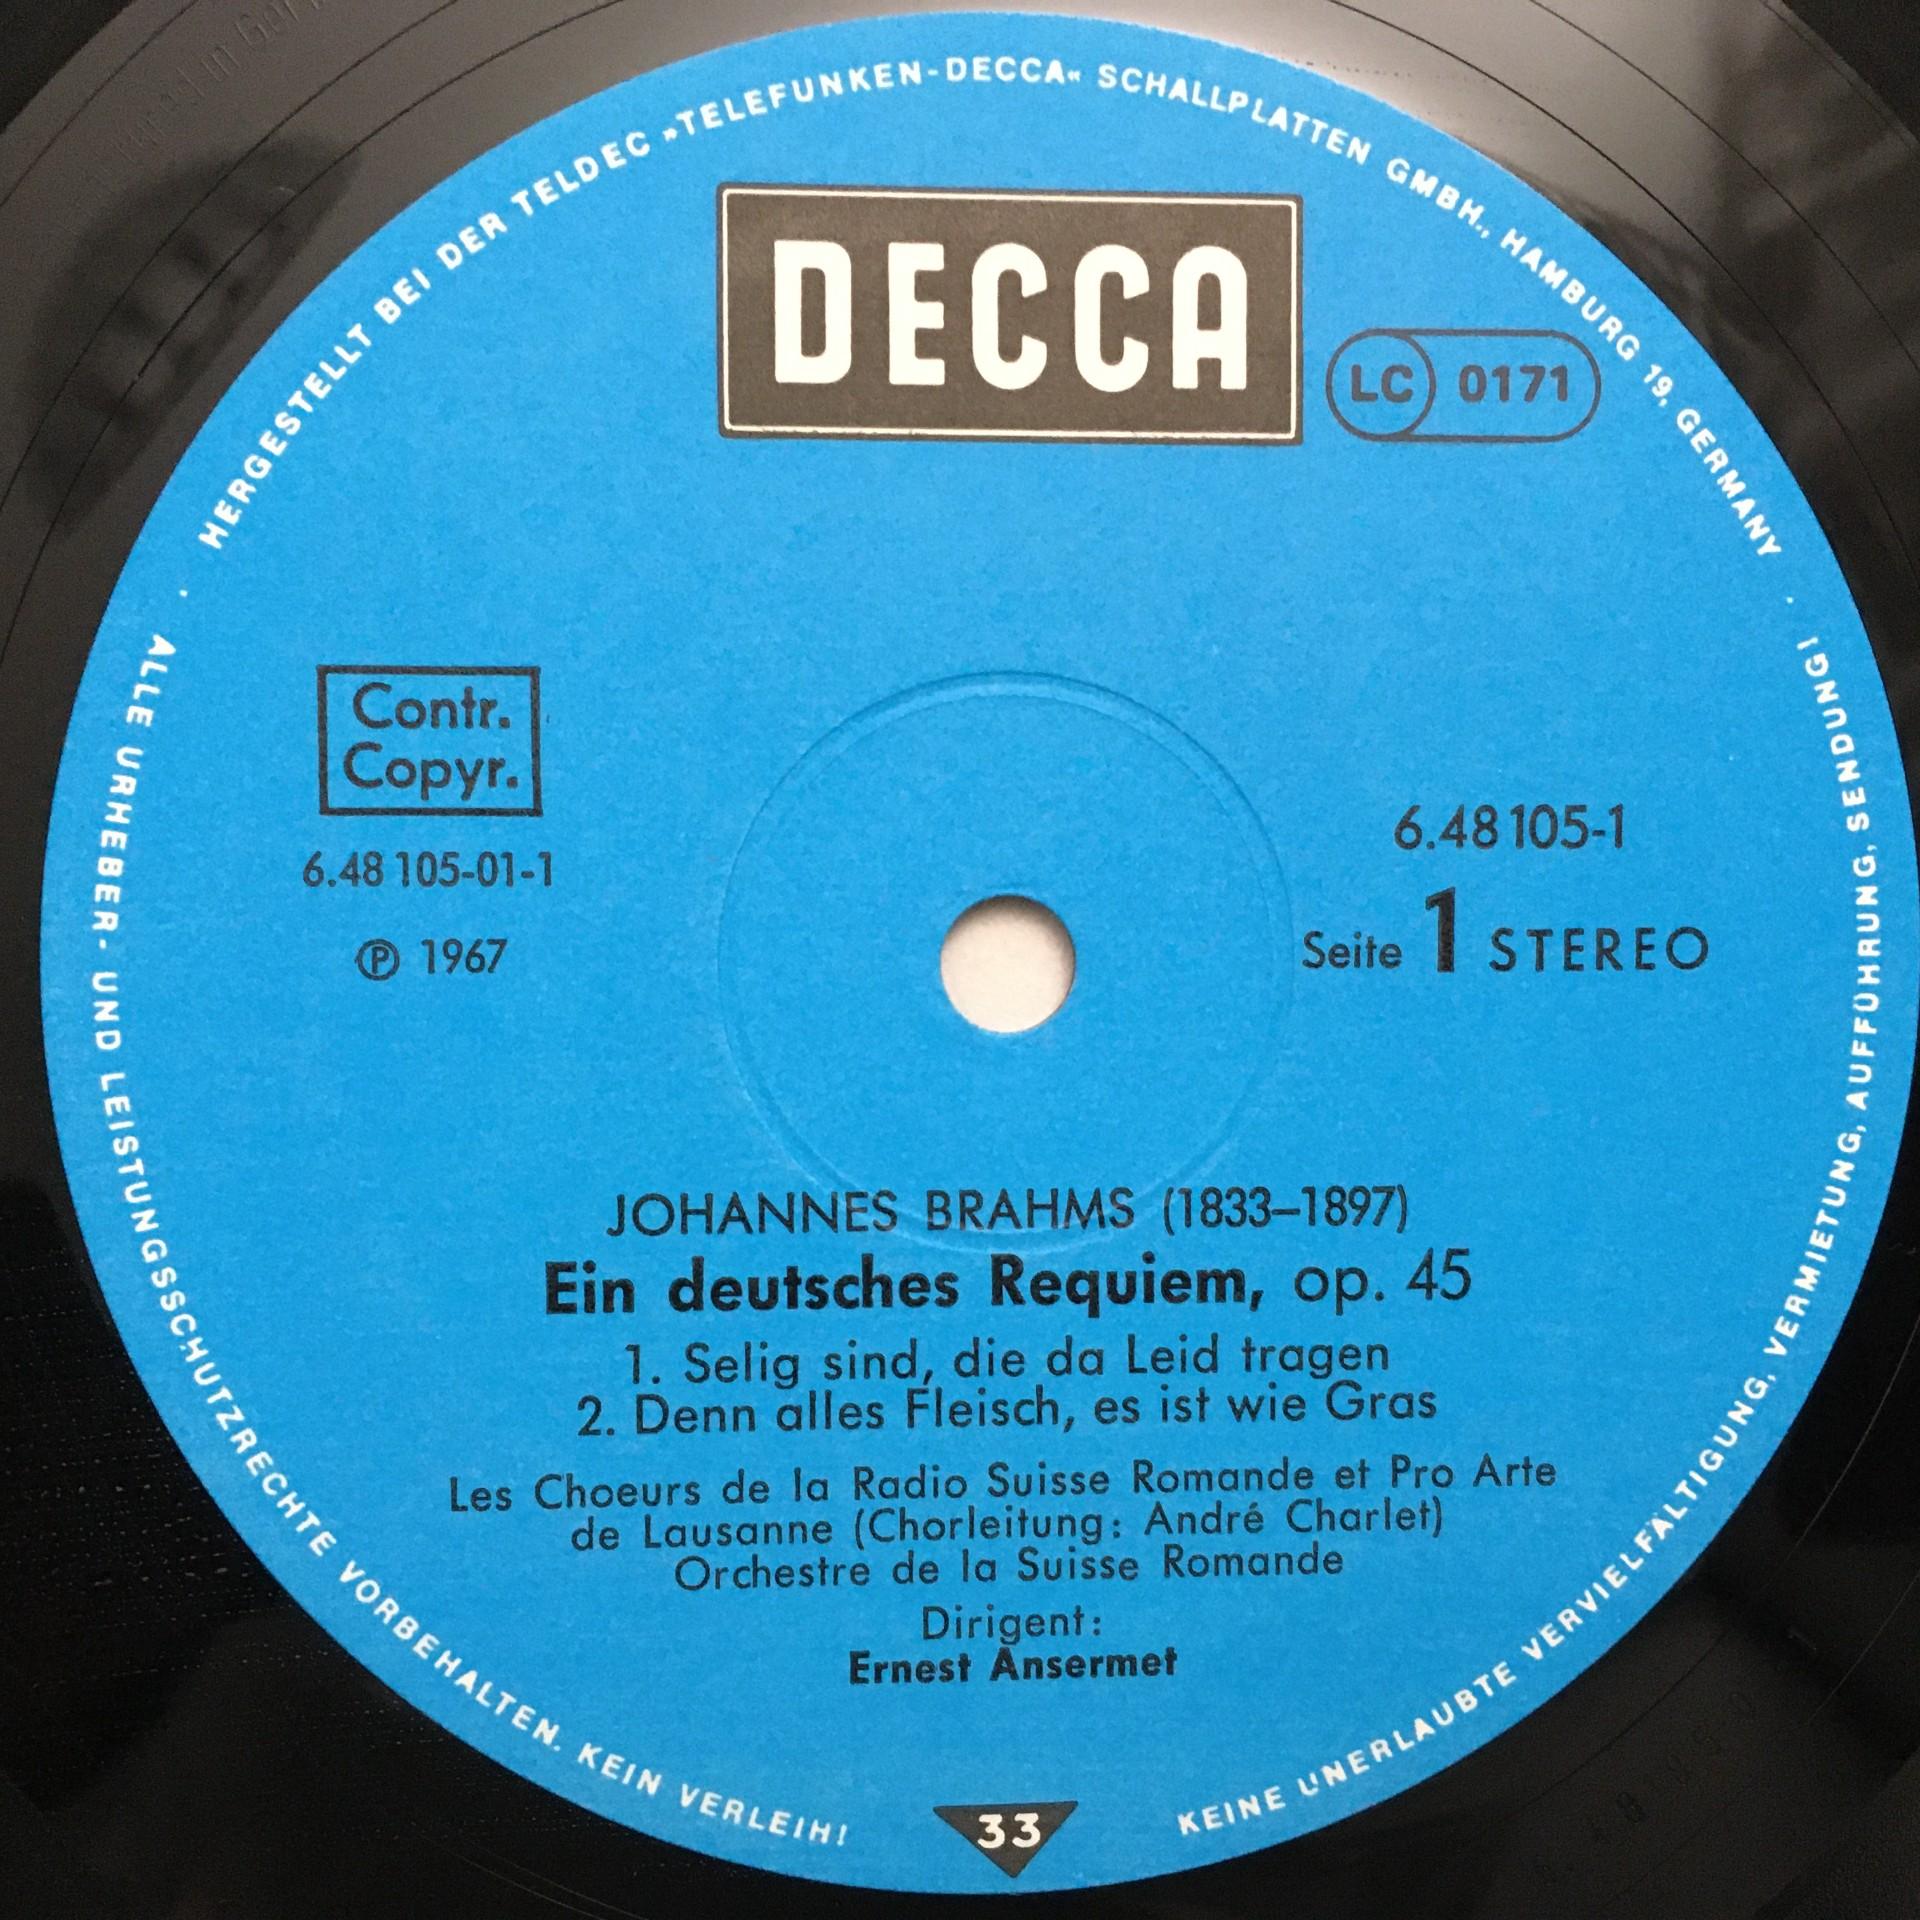 HERGESTELLT BEI DER TELDEC »TELEFUNKEN-DECCA« SCHALLPLATTEN GMBH., HAMBURG 19, GERMANY ·
DECCA
LC 0171
Contr.
Copyr.
6.48 105-01-1
℗ 1967
6.48 105-1
Seite 1 STEREO
JOHANNES BRAHMS (1833–1897)
Ein deutsches Requiem, op. 45
1. Selig sind, die da Leid tragen
2. Denn alles Fleisch, es ist wie Gras
Les Choeurs de la Radio Suisse Romande et Pro Arte
de Lausanne (Chorleitung: André Charlet)
Orchestre de la Suisse Romande
Dirigent:
Ernest Ansermet
33
ALLE URHEBER- UND LEISTUNGSSCHUTZRECHTE VORBEHALTEN. KEIN VERLEIH!
KEINE UNERLAUBTE VERVIELFÄLTIGUNG, VERMIETUNG, AUFFÜHRUNG, SENDUNG!